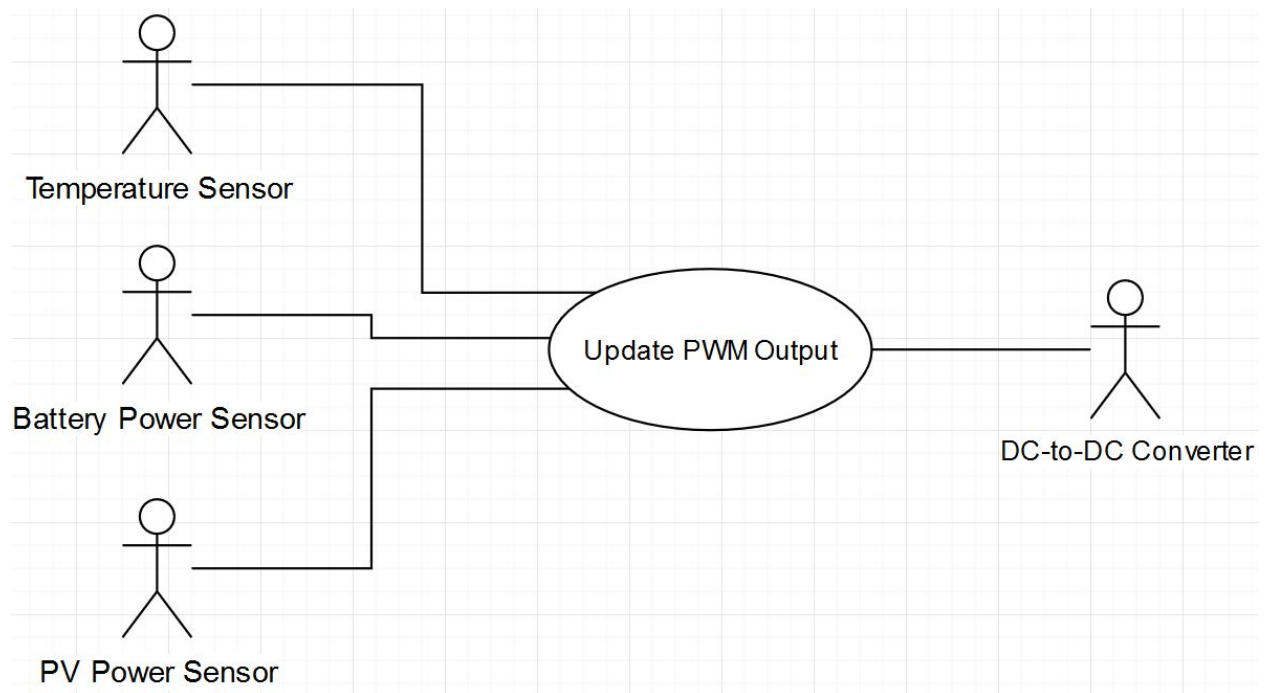 Temperature Sensor
Battery Power Sensor
Update PWM Output
DC-to-DC Converter
PV Power Sensor